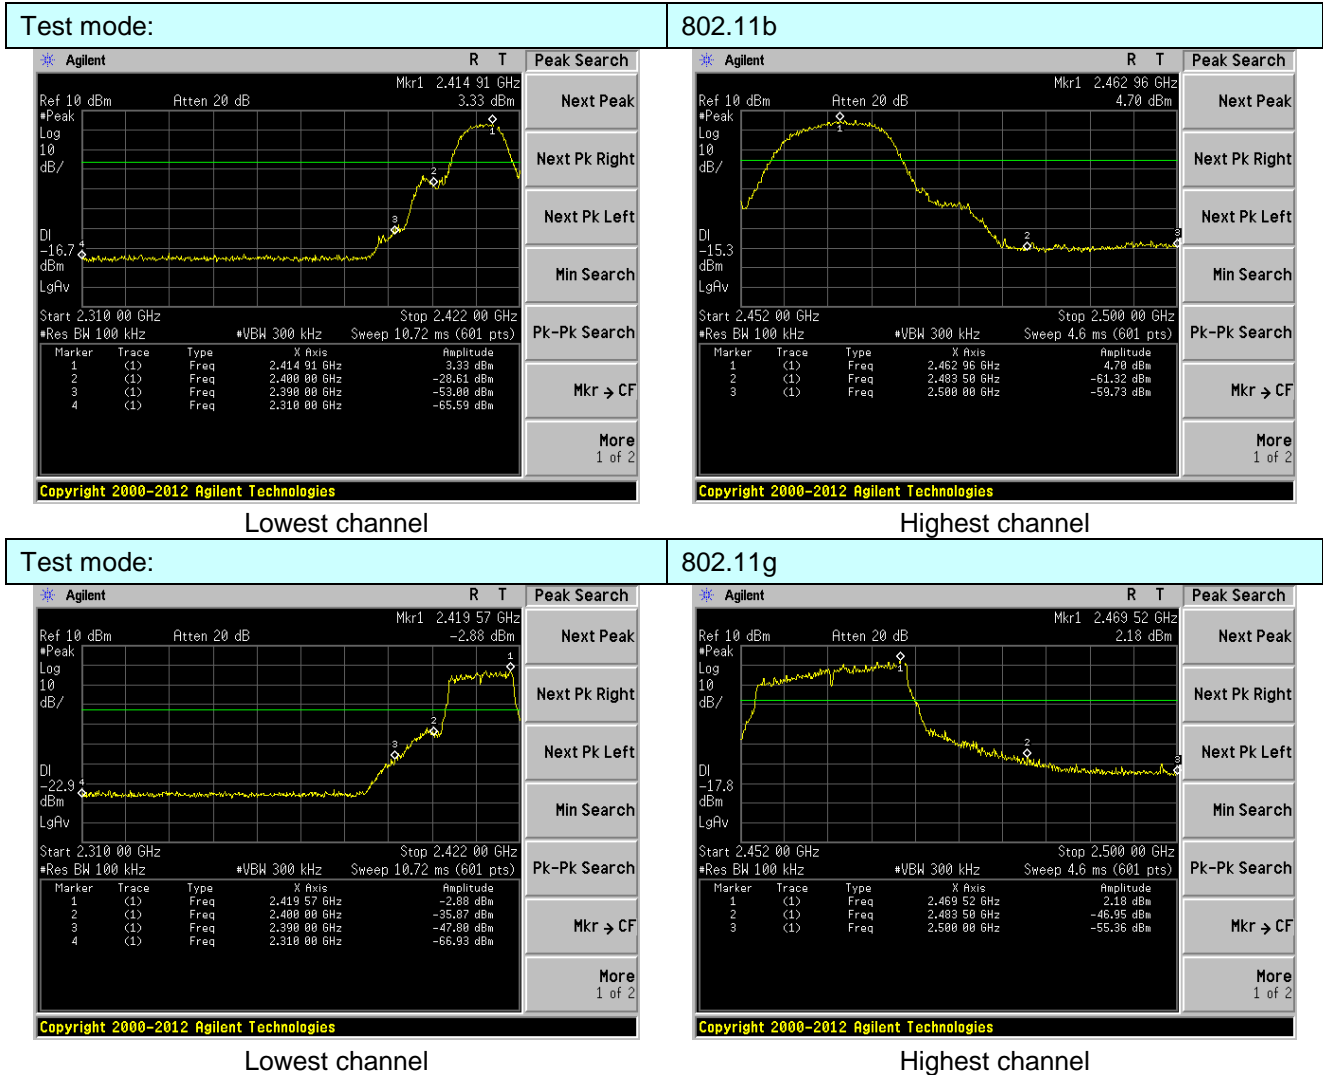 Test mode: 802.11b
Agilent R T Peak Search
Mkr1 2.414 91 GHz
Ref 10 dBm Atten 20 dB 3.33 dBm
#Peak
Log
10
dB/
1
2
3
4
DI
-16.7
dBm
LgAv
Start 2.310 00 GHz Stop 2.422 00 GHz
#Res BW 100 kHz #VBW 300 kHz Sweep 10.72 ms (601 pts)
Marker Trace Type X Axis Amplitude
1 (1) Freq 2.414 91 GHz 3.33 dBm
2 (1) Freq 2.400 00 GHz -28.61 dBm
3 (1) Freq 2.390 00 GHz -53.00 dBm
4 (1) Freq 2.310 00 GHz -65.59 dBm
Copyright 2000-2012 Agilent Technologies
Next Peak
Next Pk Right
Next Pk Left
Min Search
Pk-Pk Search
Mkr → CF
More
1 of 2
Lowest channel
Agilent R T Peak Search
Mkr1 2.462 96 GHz
Ref 10 dBm Atten 20 dB 4.70 dBm
#Peak
Log
10
dB/
1
2
3
DI
-15.3
dBm
LgAv
Start 2.452 00 GHz Stop 2.500 00 GHz
#Res BW 100 kHz #VBW 300 kHz Sweep 4.6 ms (601 pts)
Marker Trace Type X Axis Amplitude
1 (1) Freq 2.462 96 GHz 4.70 dBm
2 (1) Freq 2.483 50 GHz -61.32 dBm
3 (1) Freq 2.500 00 GHz -59.73 dBm
Copyright 2000-2012 Agilent Technologies
Next Peak
Next Pk Right
Next Pk Left
Min Search
Pk-Pk Search
Mkr → CF
More
1 of 2
Highest channel
Test mode: 802.11g
Agilent R T Peak Search
Mkr1 2.419 57 GHz
Ref 10 dBm Atten 20 dB -2.88 dBm
#Peak
Log
10
dB/
1
2
3
4
DI
-22.9
dBm
LgAv
Start 2.310 00 GHz Stop 2.422 00 GHz
#Res BW 100 kHz #VBW 300 kHz Sweep 10.72 ms (601 pts)
Marker Trace Type X Axis Amplitude
1 (1) Freq 2.419 57 GHz -2.88 dBm
2 (1) Freq 2.400 00 GHz -35.87 dBm
3 (1) Freq 2.390 00 GHz -47.80 dBm
4 (1) Freq 2.310 00 GHz -66.93 dBm
Copyright 2000-2012 Agilent Technologies
Next Peak
Next Pk Right
Next Pk Left
Min Search
Pk-Pk Search
Mkr → CF
More
1 of 2
Lowest channel
Agilent R T Peak Search
Mkr1 2.469 52 GHz
Ref 10 dBm Atten 20 dB 2.18 dBm
#Peak
Log
10
dB/
1
2
3
DI
-17.8
dBm
LgAv
Start 2.452 00 GHz Stop 2.500 00 GHz
#Res BW 100 kHz #VBW 300 kHz Sweep 4.6 ms (601 pts)
Marker Trace Type X Axis Amplitude
1 (1) Freq 2.469 52 GHz 2.18 dBm
2 (1) Freq 2.483 50 GHz -46.95 dBm
3 (1) Freq 2.500 00 GHz -55.36 dBm
Copyright 2000-2012 Agilent Technologies
Next Peak
Next Pk Right
Next Pk Left
Min Search
Pk-Pk Search
Mkr → CF
More
1 of 2
Highest channel